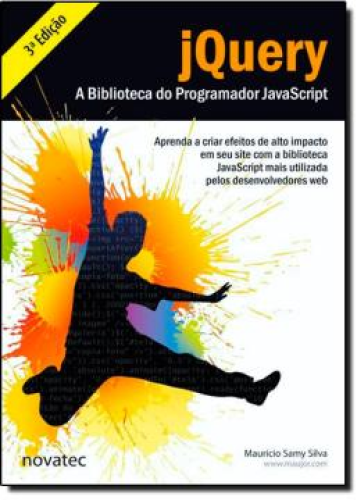 3ª Edição
jQuery
A Biblioteca do Programador JavaScript
Aprenda a criar efeitos de alto impacto
em seu site com a biblioteca
JavaScript mais utilizada
pelos desenvolvedores web
Maurício Samy Silva
www.maujor.com
novatec